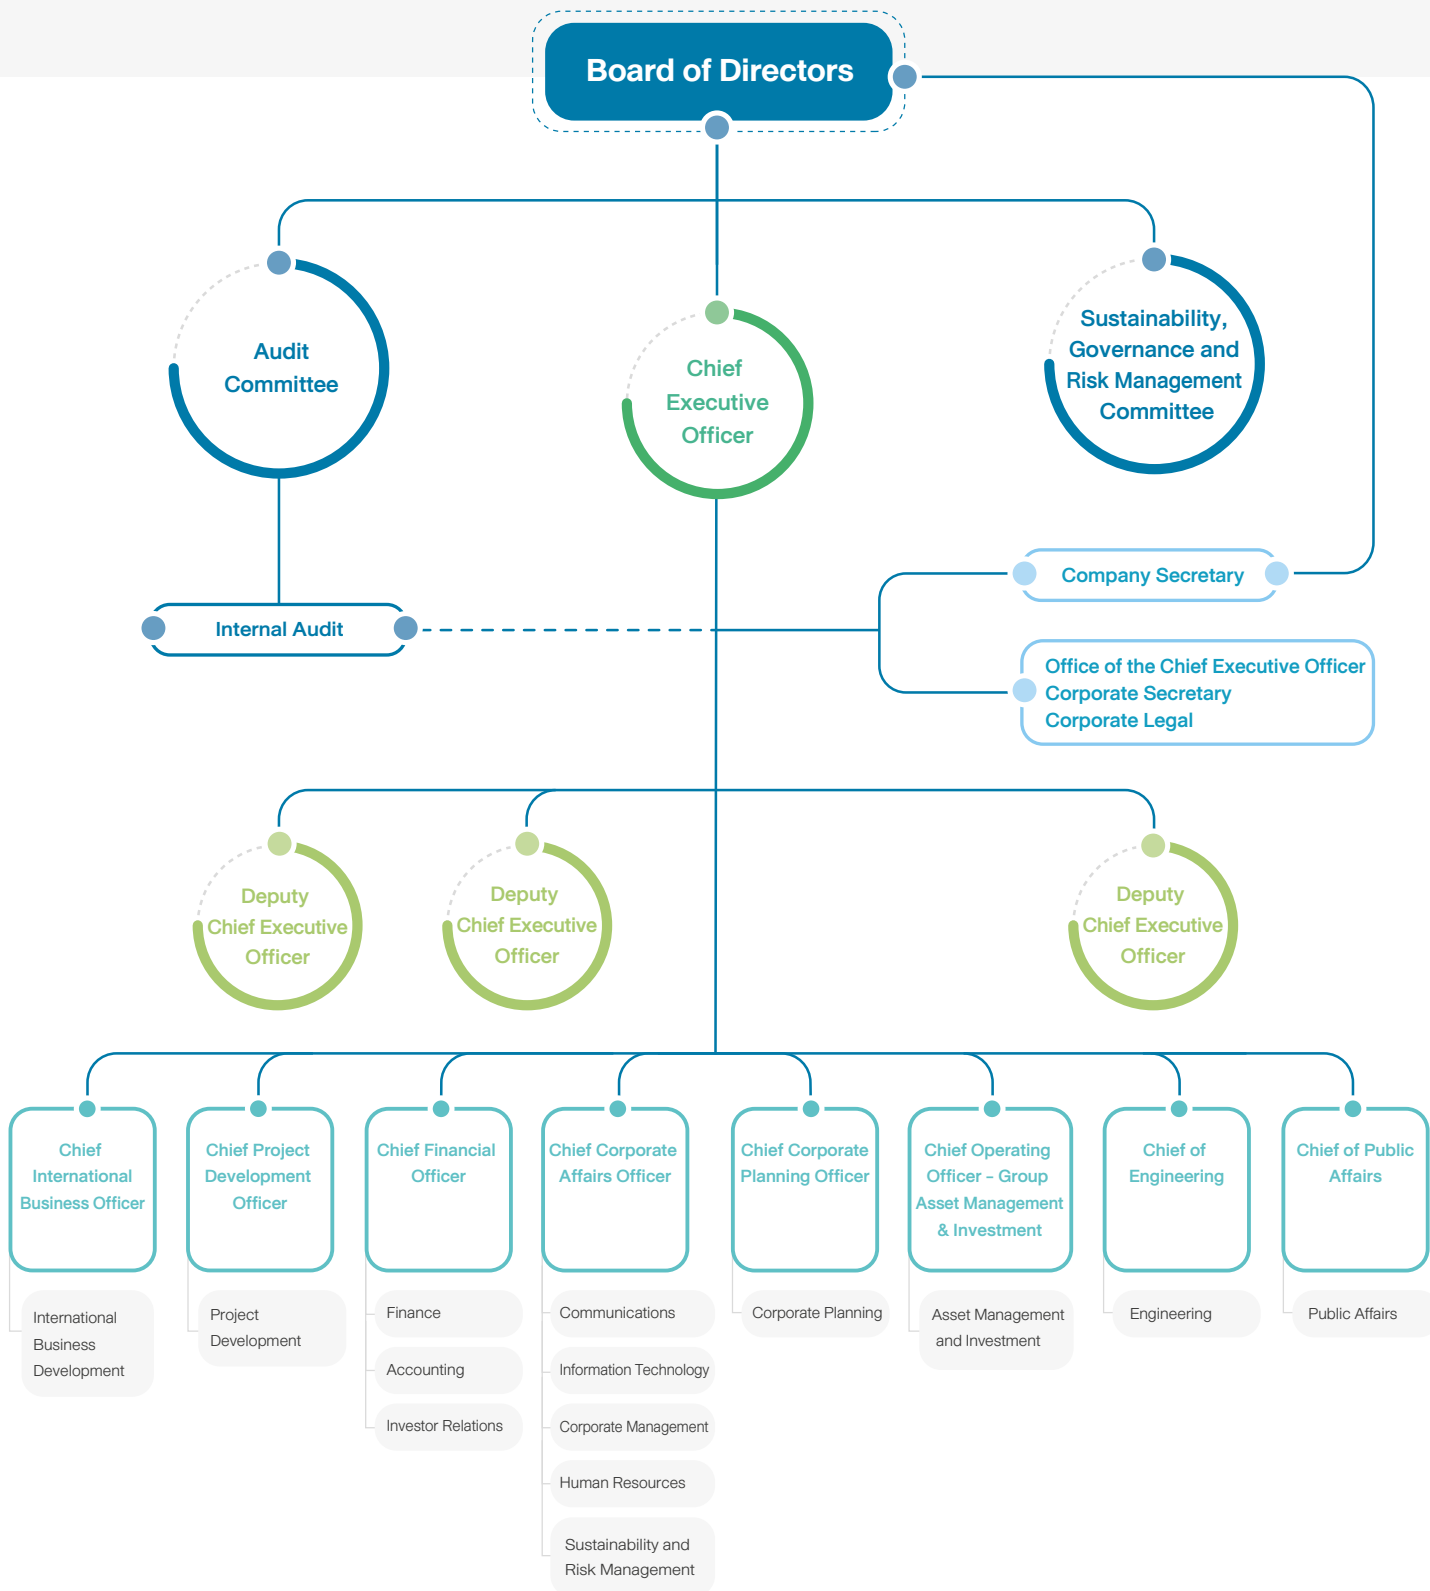 Board of Directors
Audit
Committee
Chief
Executive
Officer
Sustainability,
Governance and
Risk Management
Committee
Company Secretary
Internal Audit
Office of the Chief Executive Officer
Corporate Secretary
Corporate Legal
Deputy
Chief Executive
Officer
Deputy
Chief Executive
Officer
Deputy
Chief Executive
Officer
Chief
International
Business Officer
Chief Project
Development
Officer
Chief Financial
Officer
Chief Corporate
Affairs Officer
Chief Corporate
Planning Officer
Chief Operating
Officer - Group
Asset Management
& Investment
Chief of
Engineering
Chief of Public
Affairs
International
Business
Development
Project
Development
Finance
Accounting
Investor Relations
Communications
Information Technology
Corporate Management
Human Resources
Sustainability and
Risk Management
Corporate Planning
Asset Management
and Investment
Engineering
Public Affairs